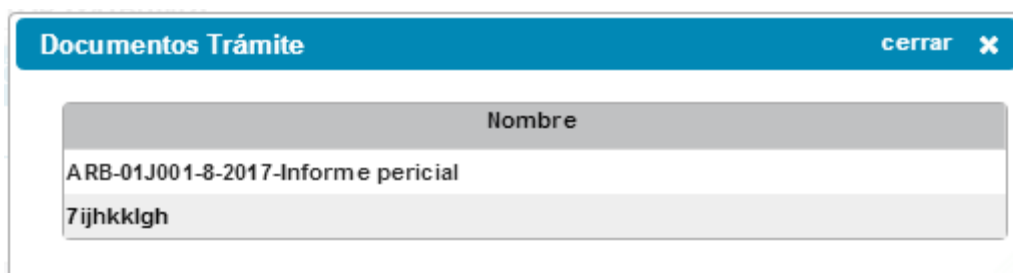 Documentos Trámite cerrar ×
Nombre
ARB-01J001-8-2017-Informe pericial
7ijhkklgh